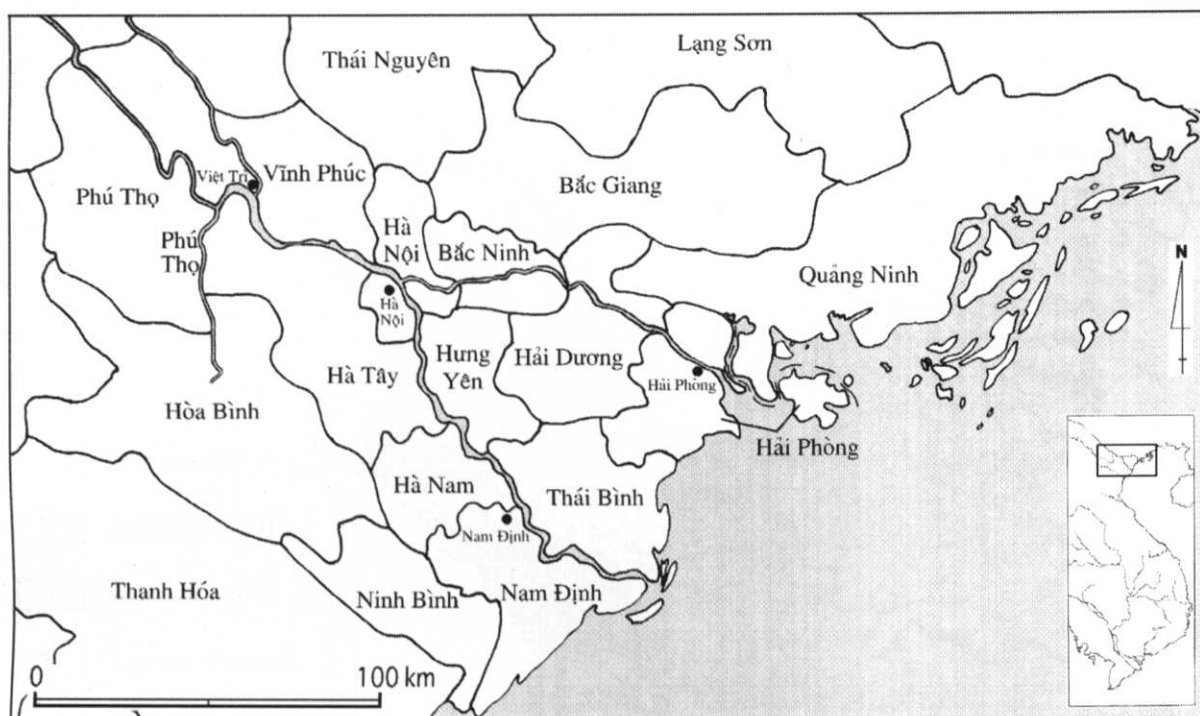 Lạng Sơn
Thái Nguyên
Việt Trì
Vĩnh Phúc
Bắc Giang
Phú Thọ
Hà
Nội
Bắc Ninh
Phú
Thọ
Quảng Ninh
N
Hà
Nội
Hưng
Yên
Hải Dương
Hà Tây
Hải Phòng
Hòa Bình
Hải Phòng
Hà Nam
Thái Bình
Nam Định
Thanh Hóa
Ninh Bình
Nam Định
0
100 km